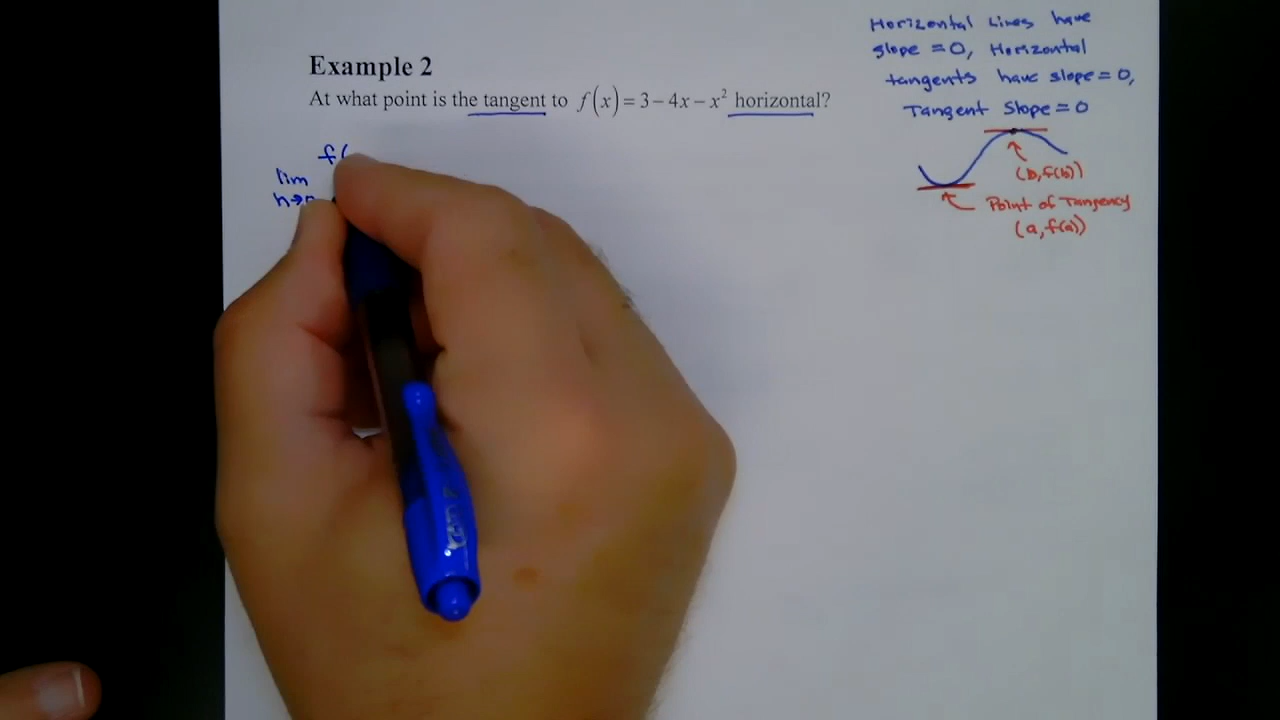 Example 2
At what point is the tangent to f(x) = 3 − 4x − x² horizontal?
f(
lim
h→
Horizontal Lines have
slope = 0, Horizontal
tangents have slope = 0,
Tangent Slope = 0
(b, f(b))
Point of Tangency
(a, f(a))